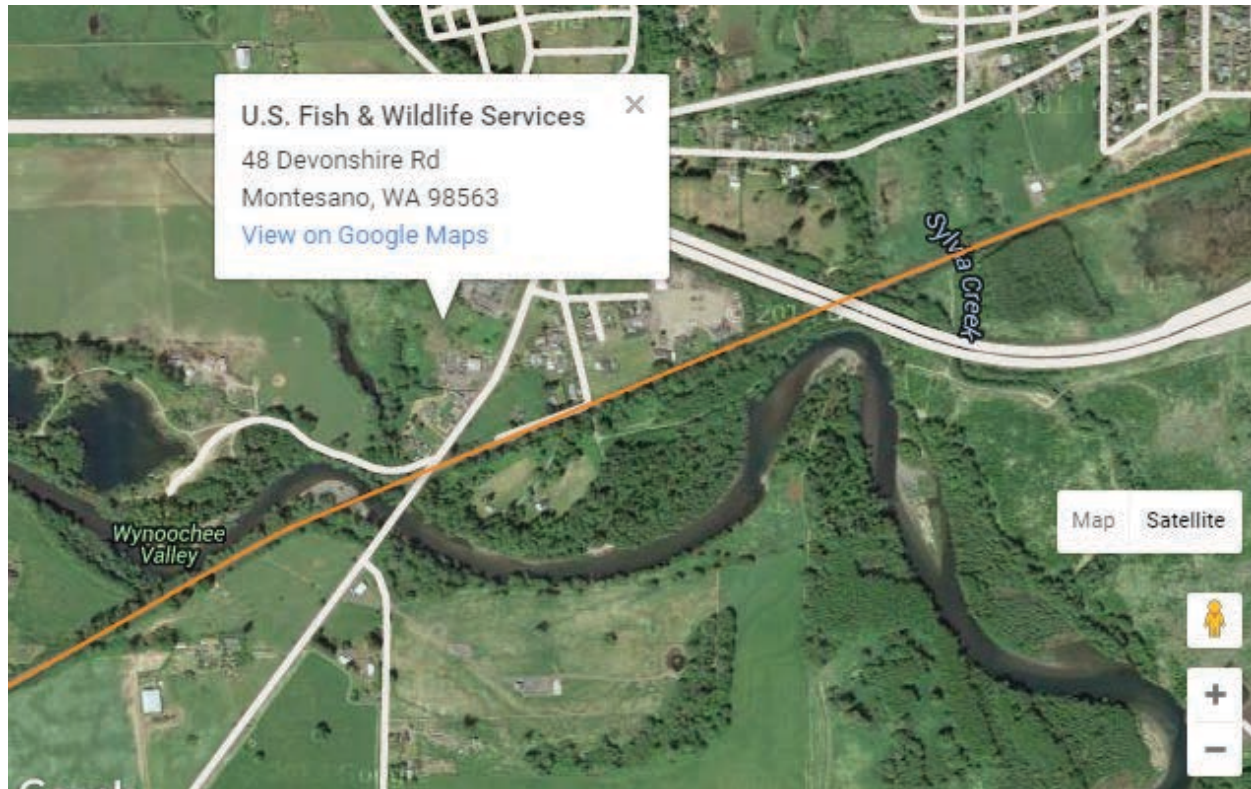 U.S. Fish & Wildlife Services
48 Devonshire Rd
Montesano, WA 98563
View on Google Maps
Sylvia Creek
Wynoochee
Valley
Map Satellite